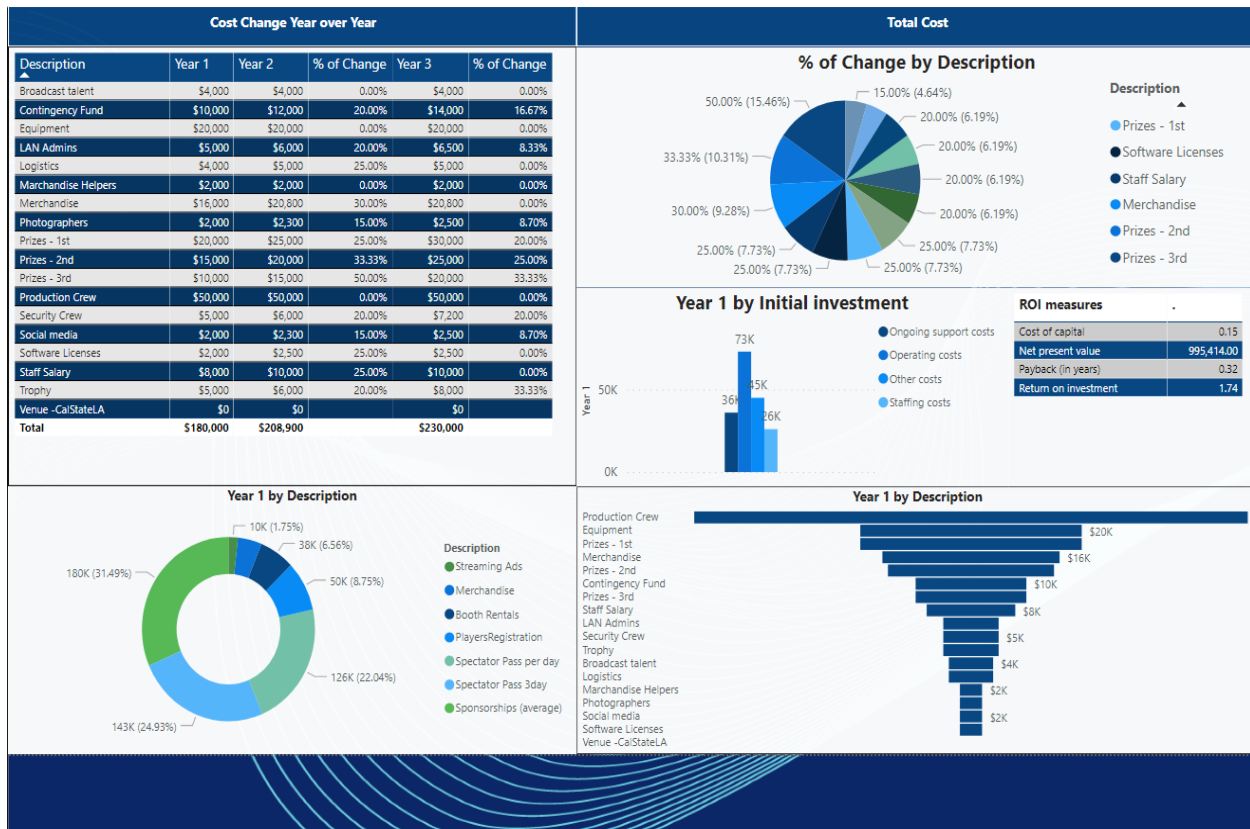 Cost Change Year over Year
Total Cost
Description Year 1 Year 2 % of Change Year 3 % of Change
Broadcast talent $4,000 $4,000 0.00% $4,000 0.00%
Contingency Fund $10,000 $12,000 20.00% $14,000 16.67%
Equipment $20,000 $20,000 0.00% $20,000 0.00%
LAN Admins $5,000 $6,000 20.00% $6,500 8.33%
Logistics $4,000 $5,000 25.00% $5,000 0.00%
Marchandise Helpers $2,000 $2,000 0.00% $2,000 0.00%
Merchandise $16,000 $20,800 30.00% $20,800 0.00%
Photographers $2,000 $2,300 15.00% $2,500 8.70%
Prizes - 1st $20,000 $25,000 25.00% $30,000 20.00%
Prizes - 2nd $15,000 $20,000 33.33% $25,000 25.00%
Prizes - 3rd $10,000 $15,000 50.00% $20,000 33.33%
Production Crew $50,000 $50,000 0.00% $50,000 0.00%
Security Crew $5,000 $6,000 20.00% $7,200 20.00%
Social media $2,000 $2,300 15.00% $2,500 8.70%
Software Licenses $2,000 $2,500 25.00% $2,500 0.00%
Staff Salary $8,000 $10,000 25.00% $10,000 0.00%
Trophy $5,000 $6,000 20.00% $8,000 33.33%
Venue -CalStateLA $0 $0 $0
Total $180,000 $208,900 $230,000
% of Change by Description
50.00% (15.46%)
15.00% (4.64%)
20.00% (6.19%)
20.00% (6.19%)
33.33% (10.31%)
20.00% (6.19%)
30.00% (9.28%)
20.00% (6.19%)
25.00% (7.73%)
25.00% (7.73%)
25.00% (7.73%)
25.00% (7.73%)
Description
Prizes - 1st
Software Licenses
Staff Salary
Merchandise
Prizes - 2nd
Prizes - 3rd
Year 1 by Initial investment
Year 1
50K
0K
36K
73K
45K
26K
Ongoing support costs
Operating costs
Other costs
Staffing costs
ROI measures .
Cost of capital 0.15
Net present value 995,414.00
Payback (in years) 0.32
Return on investment 1.74
Year 1 by Description
10K (1.75%)
38K (6.56%)
50K (8.75%)
126K (22.04%)
143K (24.93%)
180K (31.49%)
Description
Streaming Ads
Merchandise
Booth Rentals
PlayersRegistration
Spectator Pass per day
Spectator Pass 3day
Sponsorships (average)
Year 1 by Description
Production Crew
Equipment $20K
Prizes - 1st
Merchandise $16K
Prizes - 2nd
Contingency Fund $10K
Prizes - 3rd
Staff Salary $8K
LAN Admins
Security Crew $5K
Trophy
Broadcast talent $4K
Logistics
Marchandise Helpers $2K
Photographers
Social media $2K
Software Licenses
Venue -CalStateLA